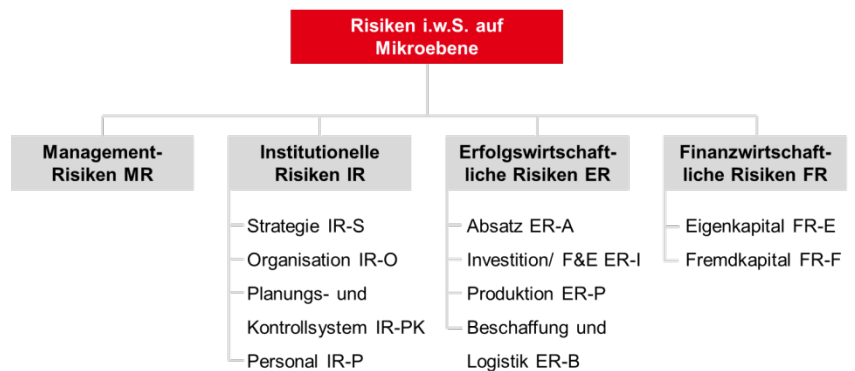 Risiken i.w.S. auf
Mikroebene
Management-
Risiken MR
Institutionelle
Risiken IR
Strategie IR-S
Organisation IR-O
Planungs- und
Kontrollsystem IR-PK
Personal IR-P
Erfolgswirtschaft-
liche Risiken ER
Absatz ER-A
Investition/ F&E ER-I
Produktion ER-P
Beschaffung und
Logistik ER-B
Finanzwirtschaft-
liche Risiken FR
Eigenkapital FR-E
Fremdkapital FR-F